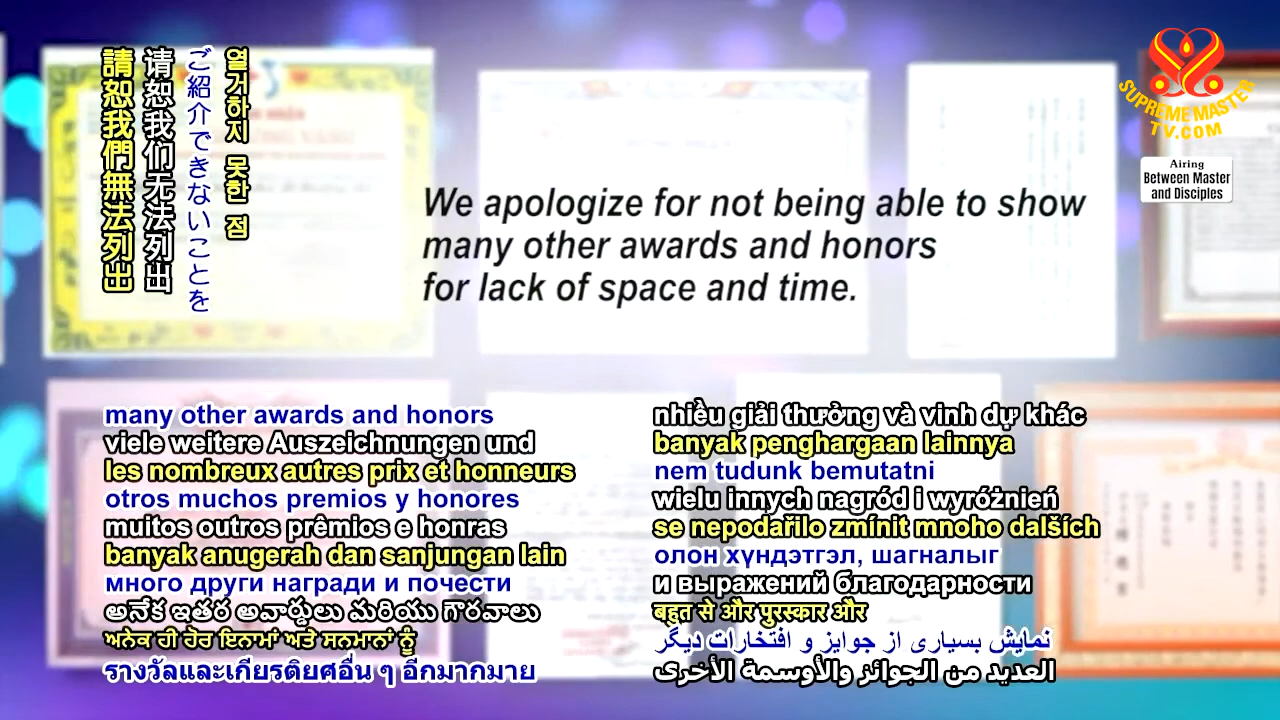 請恕我們無法列出
请恕我们无法列出
ご紹介できないことを
열거하지 못한 점
SUPREME MASTER
TV.COM
Airing
Between Master
and Disciples
We apologize for not being able to show
many other awards and honors
for lack of space and time.
many other awards and honors
viele weitere Auszeichnungen und
les nombreux autres prix et honneurs
otros muchos premios y honores
muitos outros prêmios e honras
banyak anugerah dan sanjungan lain
много други награди и почести
అనేక ఇతర అవార్డులు మరియు గౌరవాలు
ਅਨੇਕ ਹੀ ਹੋਰ ਇਨਾਮਾਂ ਅਤੇ ਸਨਮਾਨਾਂ ਨੂੰ
รางวัลและเกียรติยศอื่น ๆ อีกมากมาย
nhiều giải thưởng và vinh dự khác
banyak penghargaan lainnya
nem tudunk bemutatni
wielu innych nagród i wyróżnień
se nepodařilo zmínit mnoho dalších
олон хүндэтгэл, шагналыг
и выражений благодарности
बहुत से और पुरस्कार और
نمایش بسیاری از جوایز و افتخارات دیگر
العديد من الجوائز والأوسمة الأخرى